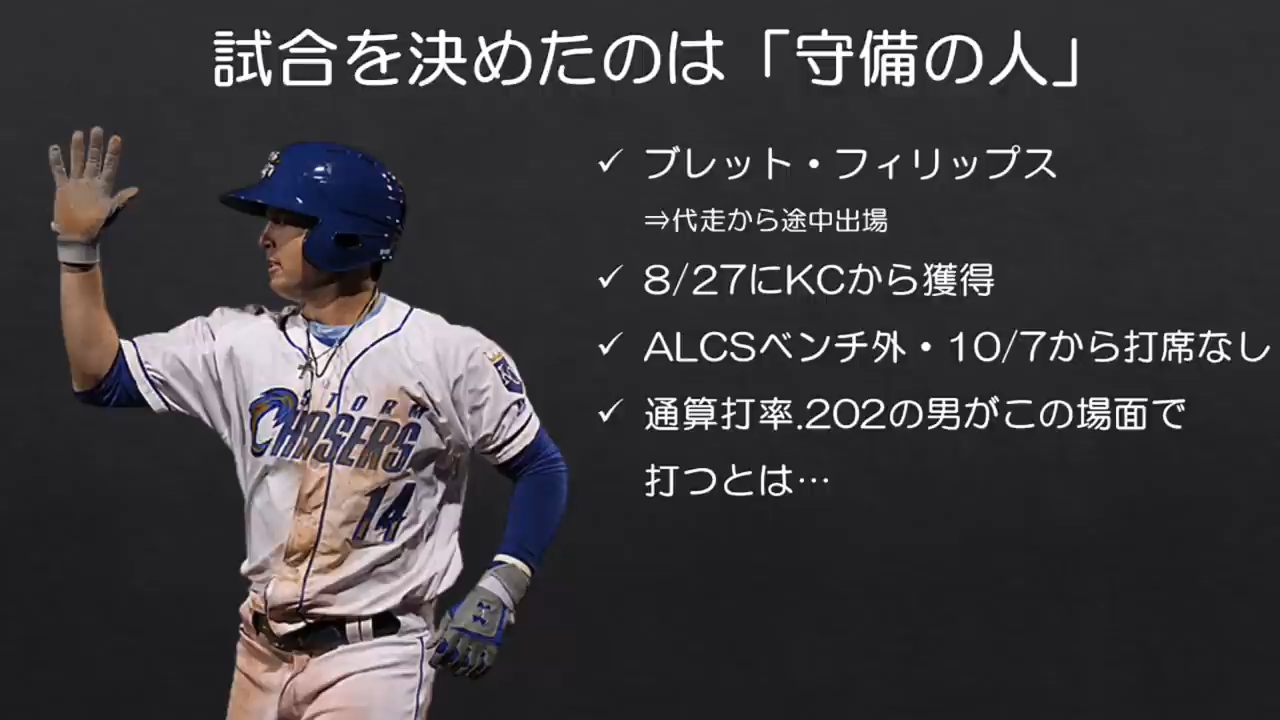 試合を決めたのは「守備の人」
✓ ブレット・フィリップス
⇒代走から途中出場
✓ 8/27にKCから獲得
✓ ALCSベンチ外・10/7から打席なし
✓ 通算打率.202の男がこの場面で
打つとは…
STORM
CHASERS
14
KC